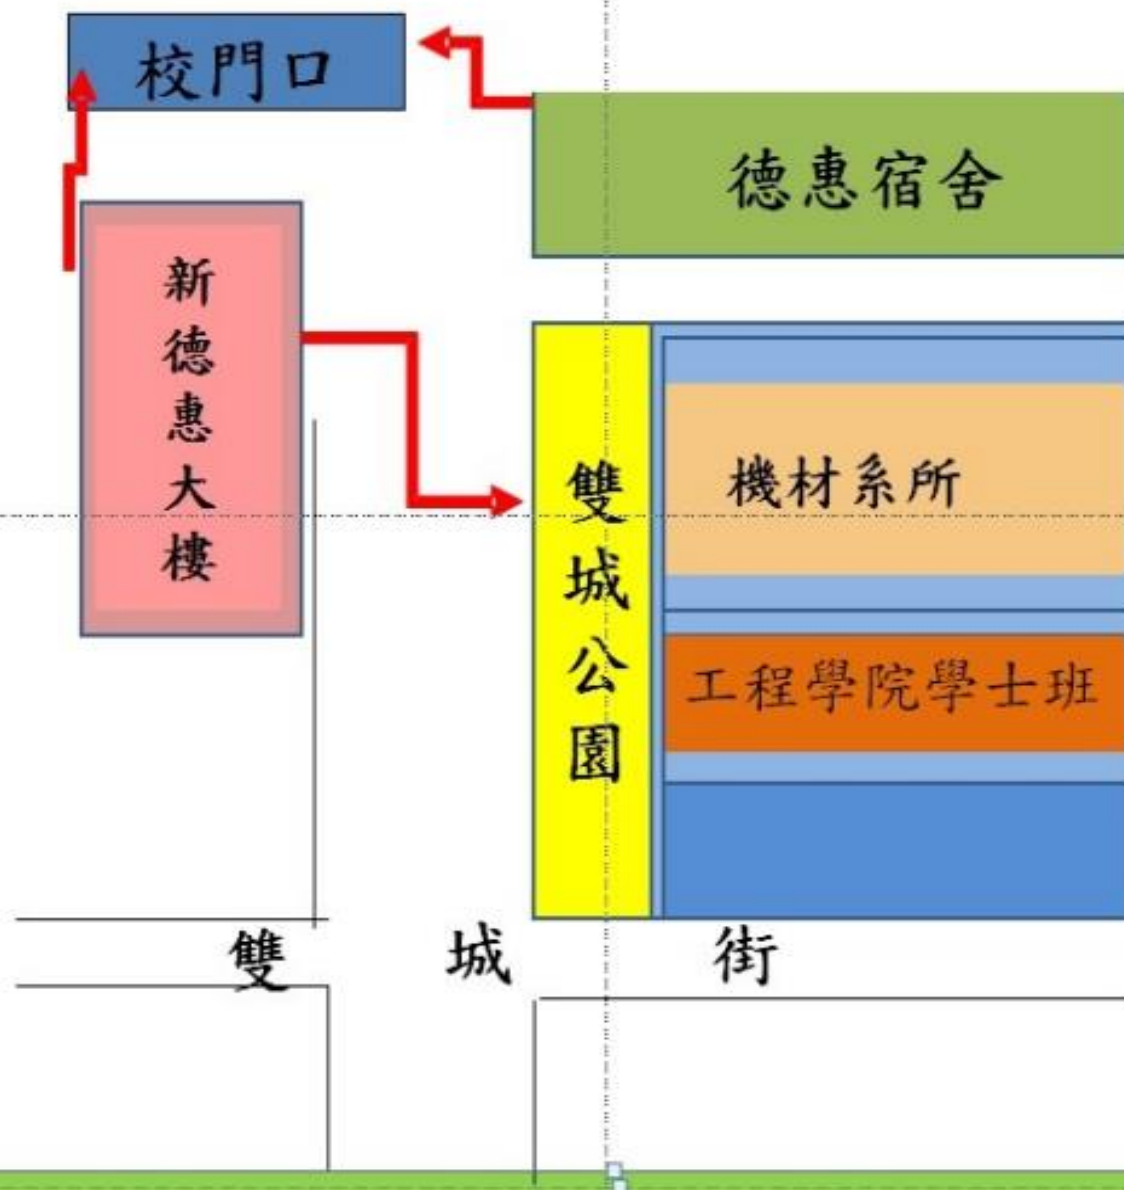 校門口
德惠宿舍
新德惠大樓
雙城公園
機材系所
工程學院學士班
雙城街